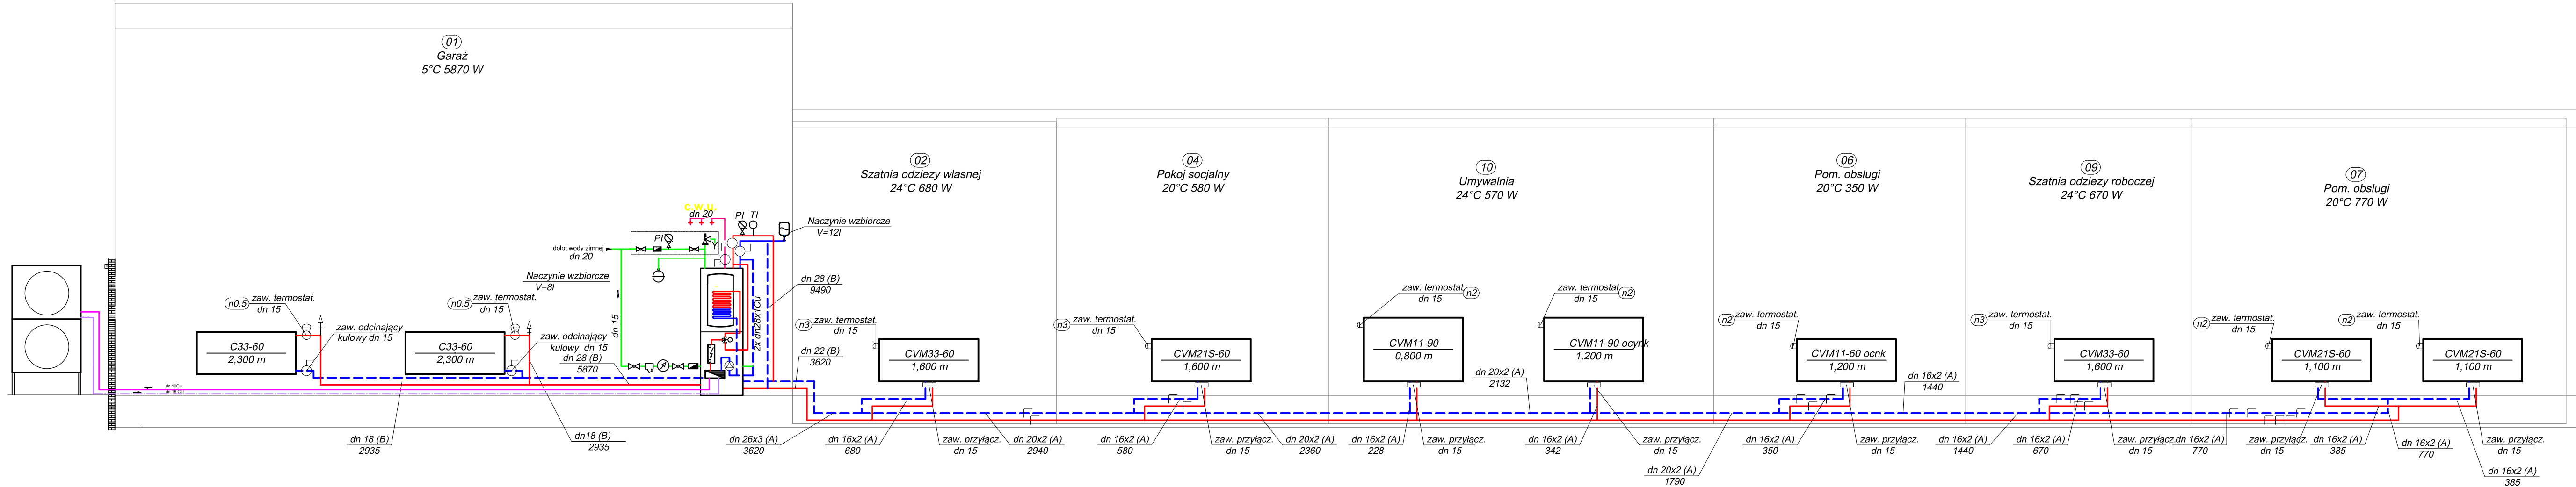 01
Garaż
5°C 5870 W
02
Szatnia odziezy wlasnej
24°C 680 W
04
Pokoj socjalny
20°C 580 W
10
Umywalnia
24°C 570 W
06
Pom. obslugi
20°C 350 W
09
Szatnia odziezy roboczej
24°C 670 W
07
Pom. obslugi
20°C 770 W
c.w.u.
dn 20
PI TI
Naczynie wzbiorcze
V=12l
PI
dolot wody zimnej
dn 20
Naczynie wzbiorcze
V=8l
dn 15
2x dn28x1Cu
dn 28 (B)
9490
dn 22 (B)
3620
n0.5 zaw. termostat.
dn 15
C33-60
2,300 m
zaw. odcinający
kulowy dn 15
n0.5 zaw. termostat.
dn 15
C33-60
2,300 m
zaw. odcinający
kulowy dn 15
dn 28 (B)
5870
dn 10Cu
dn 18 (B)
2935
dn18 (B)
2935
n3 zaw. termostat.
dn 15
CVM33-60
1,600 m
n3 zaw. termostat.
dn 15
CVM21S-60
1,600 m
zaw. termostat. n2
dn 15
CVM11-90
0,800 m
zaw. termostat. n2
dn 15
CVM11-90 ocynk
1,200 m
dn 20x2 (A)
2132
n2 zaw. termostat.
dn 15
CVM11-60 ocnk
1,200 m
dn 16x2 (A)
1440
n3 zaw. termostat.
dn 15
CVM33-60
1,600 m
n2 zaw. termostat.
dn 15
CVM21S-60
1,100 m
n2 zaw. termostat.
dn 15
CVM21S-60
1,100 m
dn 26x3 (A)
3620
dn 16x2 (A)
680
zaw. przyłącz.
dn 15
dn 20x2 (A)
2940
dn 16x2 (A)
580
zaw. przyłącz.
dn 15
dn 20x2 (A)
2360
dn 16x2 (A)
228
zaw. przyłącz.
dn 15
dn 16x2 (A)
342
zaw. przyłącz.
dn 15
dn 20x2 (A)
1790
dn 16x2 (A)
350
zaw. przyłącz.
dn 15
dn 16x2 (A)
1440
dn 16x2 (A)
670
zaw. przyłącz.
dn 15
dn 16x2 (A)
770
zaw. przyłącz.
dn 15
dn 16x2 (A)
385
dn 16x2 (A)
770
zaw. przyłącz.
dn 15
dn 16x2 (A)
385